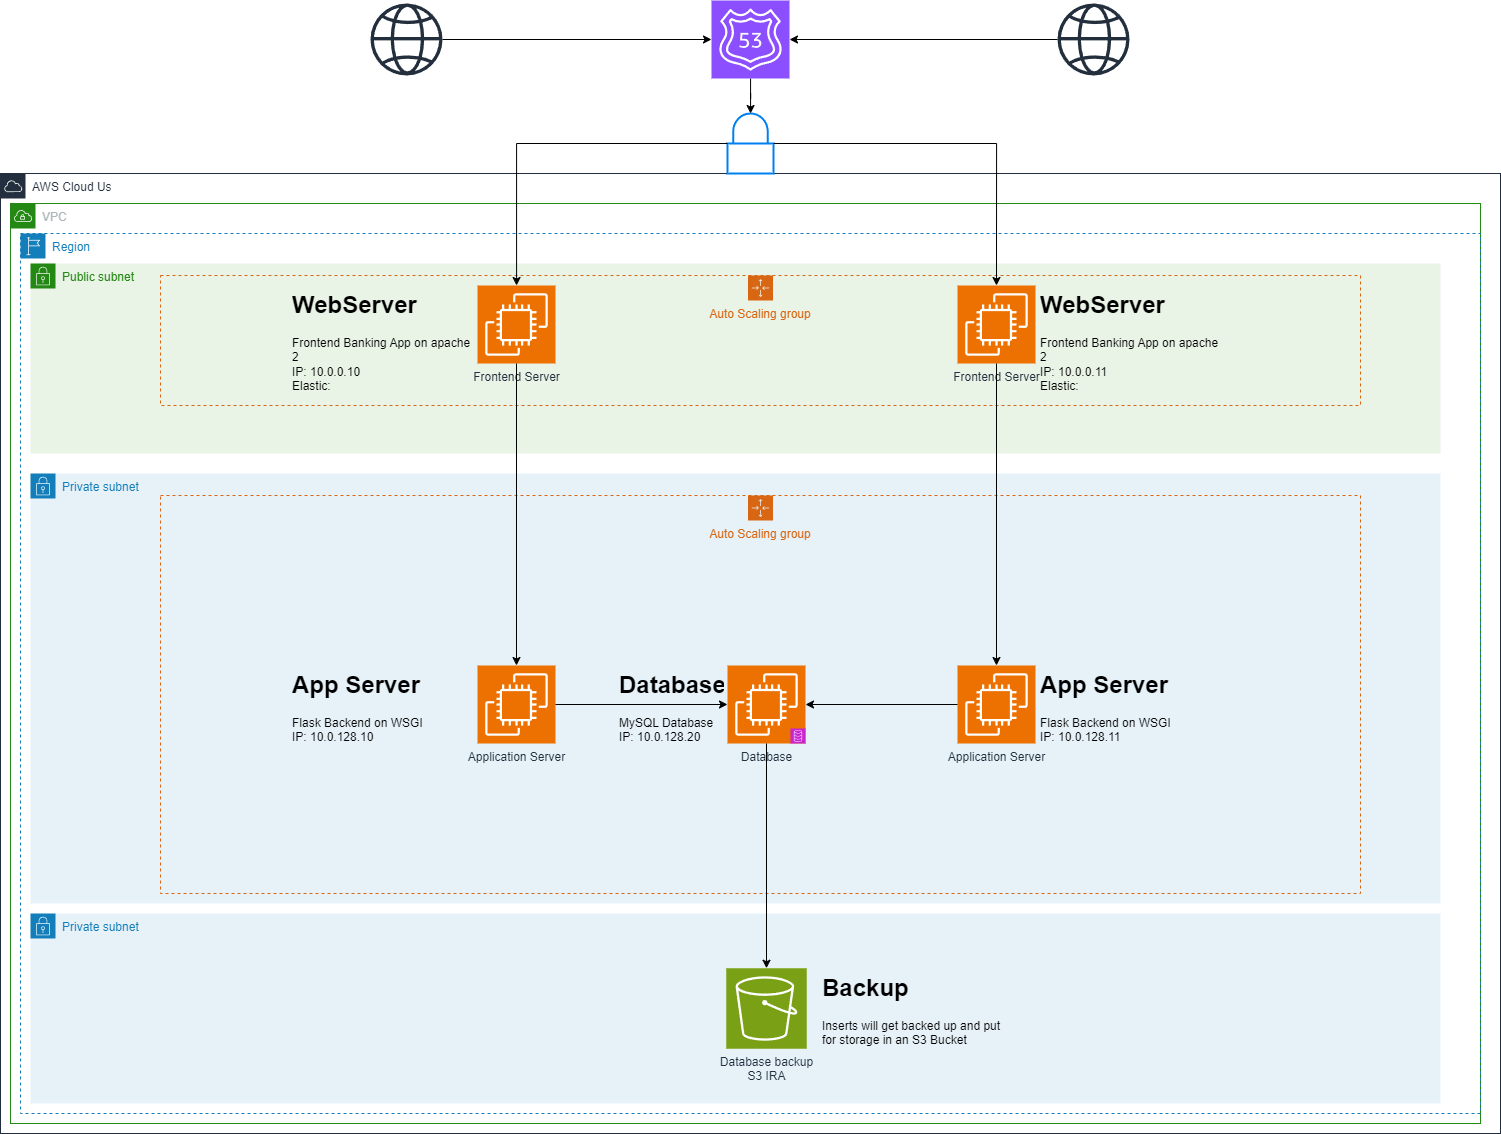 53
AWS Cloud Us
VPC
Region
Public subnet
WebServer
Frontend Banking App on apache
2
IP: 10.0.0.10
Elastic:
Frontend Server
Auto Scaling group
WebServer
Frontend Banking App on apache
2
IP: 10.0.0.11
Elastic:
Frontend Server
Private subnet
Auto Scaling group
App Server
Flask Backend on WSGI
IP: 10.0.128.10
Application Server
Database
MySQL Database
IP: 10.0.128.20
Database
App Server
Flask Backend on WSGI
IP: 10.0.128.11
Application Server
Private subnet
Backup
Inserts will get backed up and put
for storage in an S3 Bucket
Database backup
S3 IRA